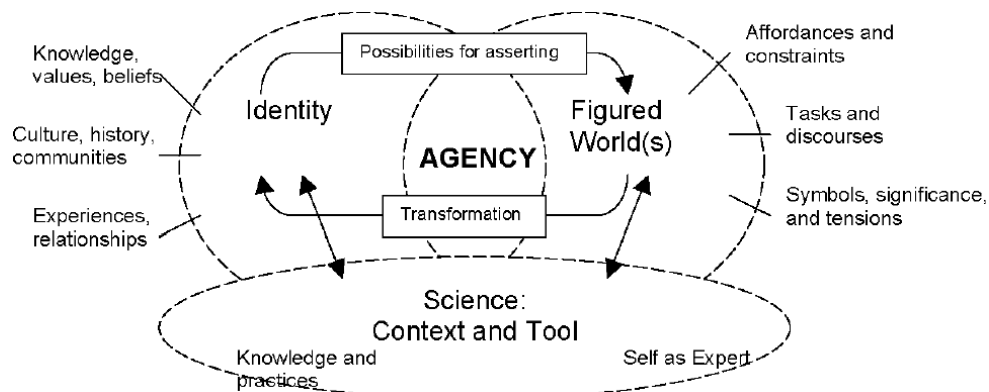 Knowledge,
values, beliefs
Culture, history,
communities
Experiences,
relationships
Possibilities for asserting
Identity
AGENCY
Figured
World(s)
Transformation
Affordances and
constraints
Tasks and
discourses
Symbols, significance,
and tensions
Science:
Context and Tool
Knowledge and
practices
Self as Expert